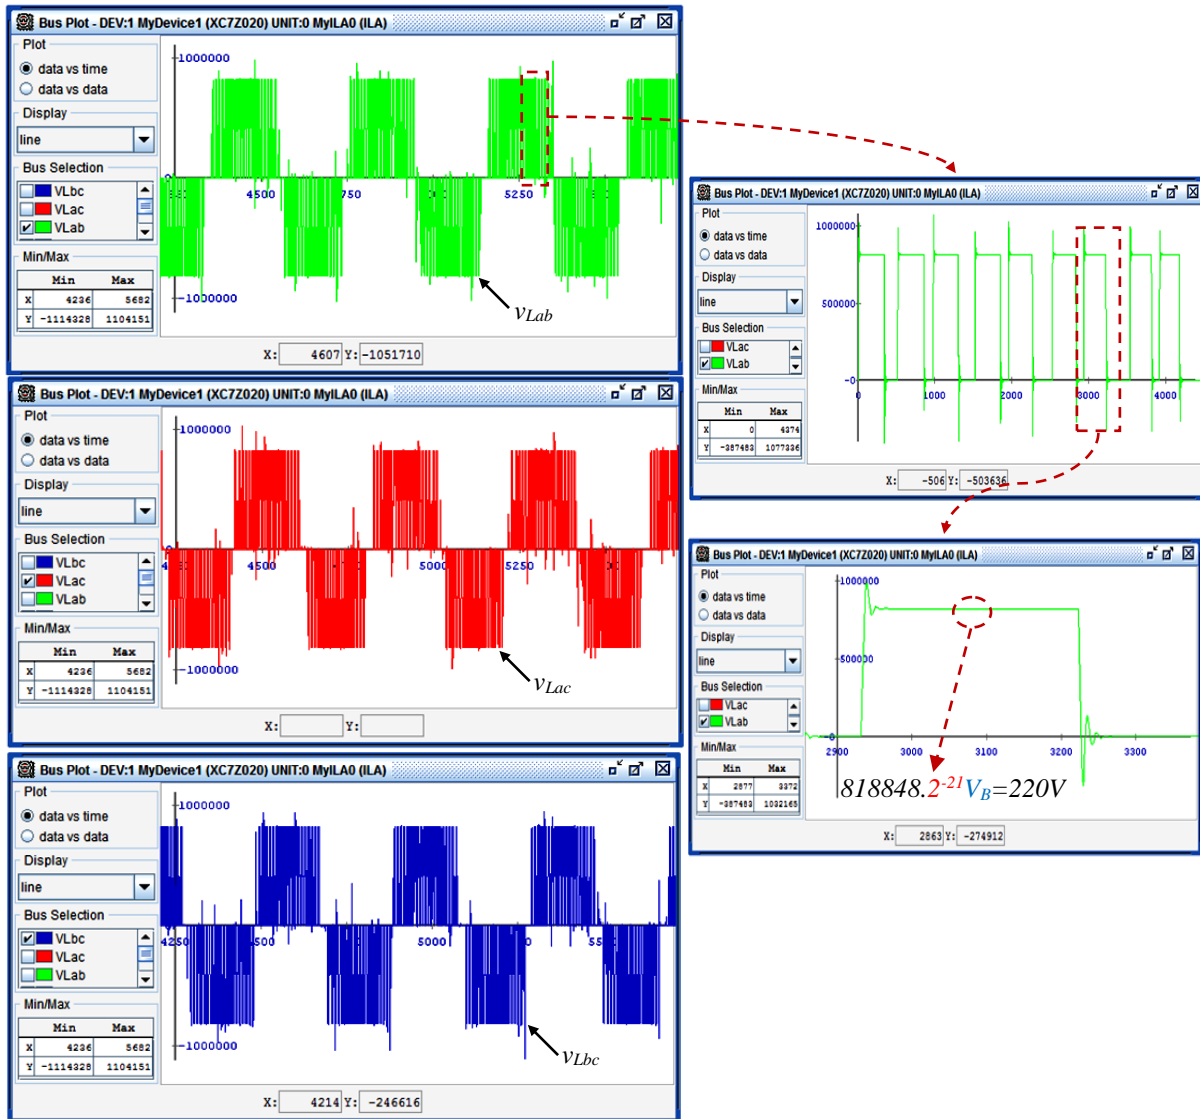 Bus Plot - DEV:1 MyDevice1 (XC7Z020) UNIT:0 MyILA0 (ILA)
Plot
data vs time
data vs data
Display
line
Bus Selection
VLbc
VLac
VLab
Min/Max
Min Max
X 4236 5682
Y -1114328 1104151
1000000
0
4500
750
5250
-1000000
vLab
X: 4607 Y: -1051710
Bus Plot - DEV:1 MyDevice1 (XC7Z020) UNIT:0 MyILA0 (ILA)
Plot
data vs time
data vs data
Display
line
Bus Selection
VLbc
VLac
VLab
Min/Max
Min Max
X 4236 5682
Y -1114328 1104151
1000000
0
4500
5000
5250
-1000000
vLac
X: Y:
Bus Plot - DEV:1 MyDevice1 (XC7Z020) UNIT:0 MyILA0 (ILA)
Plot
data vs time
data vs data
Display
line
Bus Selection
VLbc
VLac
VLab
Min/Max
Min Max
X 4236 5682
Y -1114328 1104151
1000000
4250
500
5000
-1000000
vLbc
X: 4214 Y: -246616
Bus Plot - DEV:1 MyDevice1 (XC7Z020) UNIT:0 MyILA0 (ILA)
Plot
data vs time
data vs data
Display
line
Bus Selection
VLac
VLab
Min/Max
Min Max
X 0 4374
Y -387483 1077336
1000000
500000
-0
0 1000 2000 3000 4000
X: -506 Y: -503636
Bus Plot - DEV:1 MyDevice1 (XC7Z020) UNIT:0 MyILA0 (ILA)
Plot
data vs time
data vs data
Display
line
Bus Selection
VLac
VLab
Min/Max
Min Max
X 2877 3372
Y -387483 1032165
1000000
500000
-0
2900 3000 3100 3200 3300
818848.2⁻²¹V_B=220V
X: 2863 Y: -274912